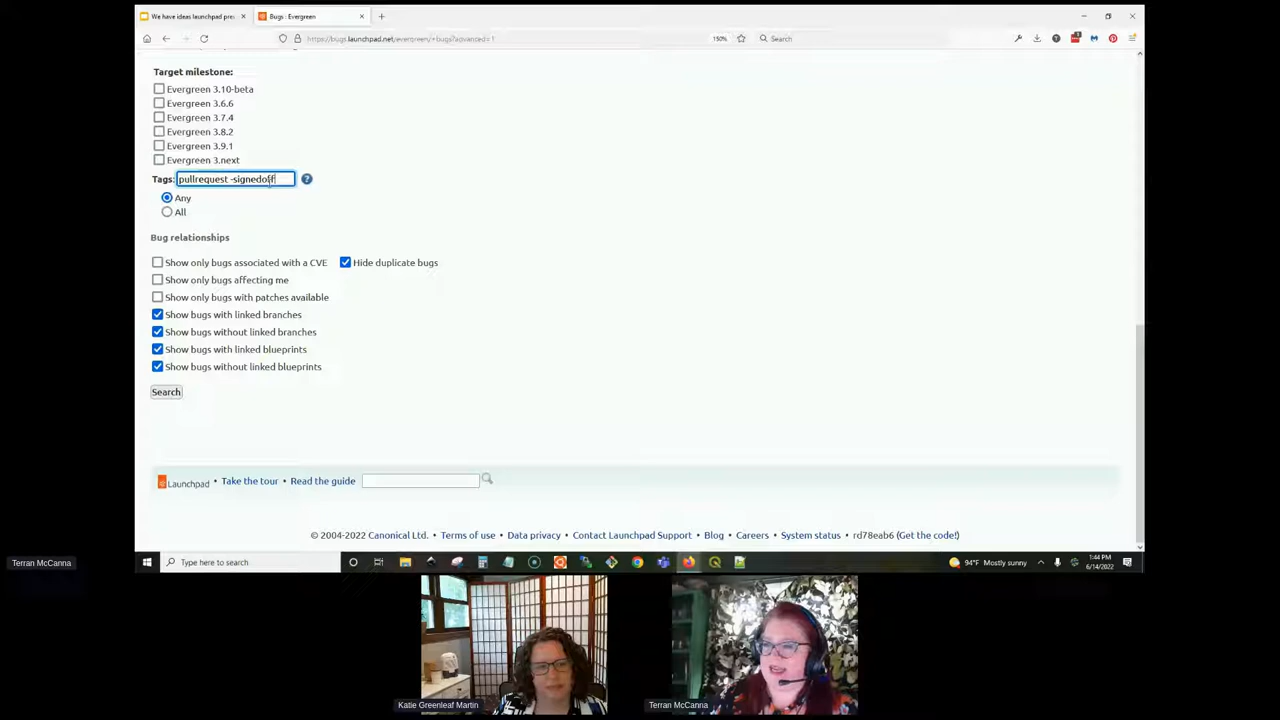 We have ideas launchpad pres
Bugs : Evergreen
https://bugs.launchpad.net/evergreen/+bugs?advanced=1
150%
Search
Target milestone:
Evergreen 3.10-beta
Evergreen 3.6.6
Evergreen 3.7.4
Evergreen 3.8.2
Evergreen 3.9.1
Evergreen 3.next
Tags: pullrequest -signedoff
Any
All
Bug relationships
Show only bugs associated with a CVE Hide duplicate bugs
Show only bugs affecting me
Show only bugs with patches available
Show bugs with linked branches
Show bugs without linked branches
Show bugs with linked blueprints
Show bugs without linked blueprints
Search
Launchpad • Take the tour • Read the guide
© 2004-2022 Canonical Ltd. • Terms of use • Data privacy • Contact Launchpad Support • Blog • Careers • System status • rd78eab6 (Get the code!)
Type here to search
94°F Mostly sunny
1:44 PM
6/14/2022
Terran McCanna
Katie Greenleaf Martin
Terran McCanna